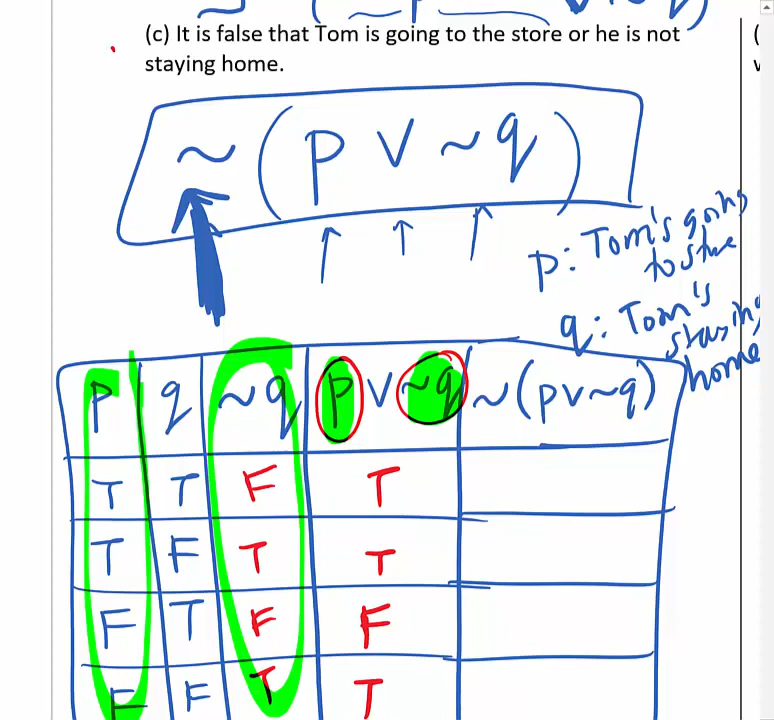 (c) It is false that Tom is going to the store or he is not
staying home.
~ (p ∨ ~q)
p: Tom's going
to store
q: Tom's
staying
home
p q ~q p∨~q ~(p∨~q)
T T F T
T F T T
F T F F
F F T T